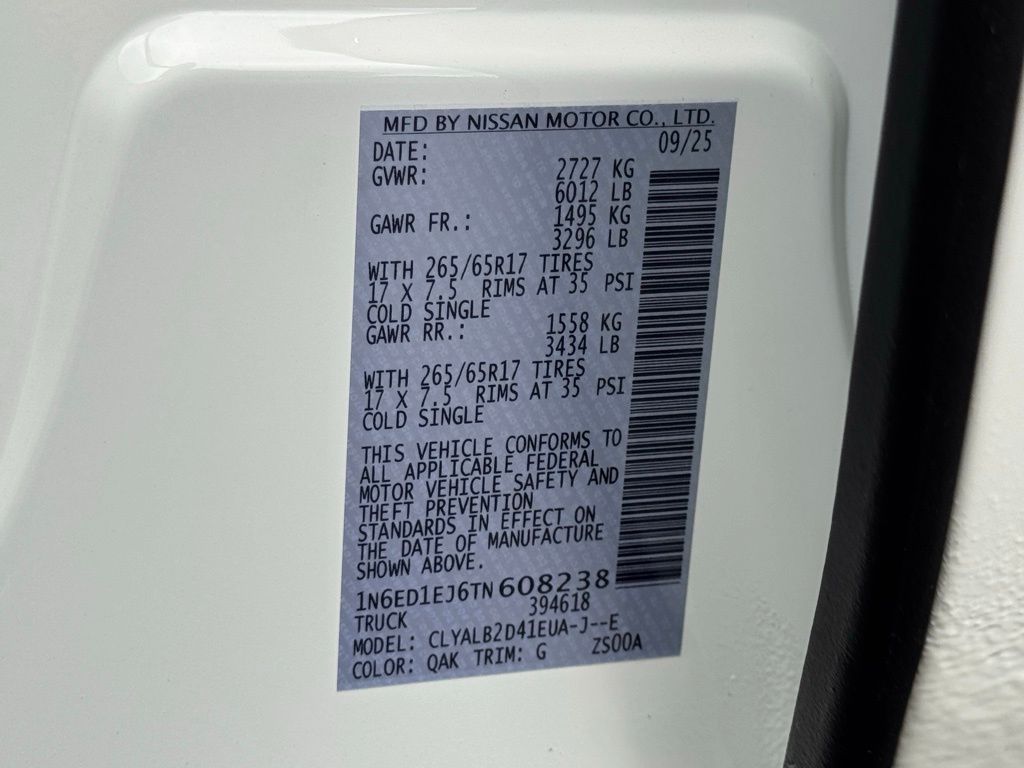 MFD BY NISSAN MOTOR CO., LTD.
DATE: 09/25
GVWR: 2727 KG
6012 LB
GAWR FR.: 1495 KG
3296 LB
WITH 265/65R17 TIRES
17 X 7.5 RIMS AT 35 PSI
COLD SINGLE
GAWR RR.: 1558 KG
3434 LB
WITH 265/65R17 TIRES
17 X 7.5 RIMS AT 35 PSI
COLD SINGLE
THIS VEHICLE CONFORMS TO
ALL APPLICABLE FEDERAL
MOTOR VEHICLE SAFETY AND
THEFT PREVENTION
STANDARDS IN EFFECT ON
THE DATE OF MANUFACTURE
SHOWN ABOVE.
1N6ED1EJ6TN608238
TRUCK 394618
MODEL: CLYALB2D41EUA-J--E
COLOR: QAK TRIM: G ZS00A